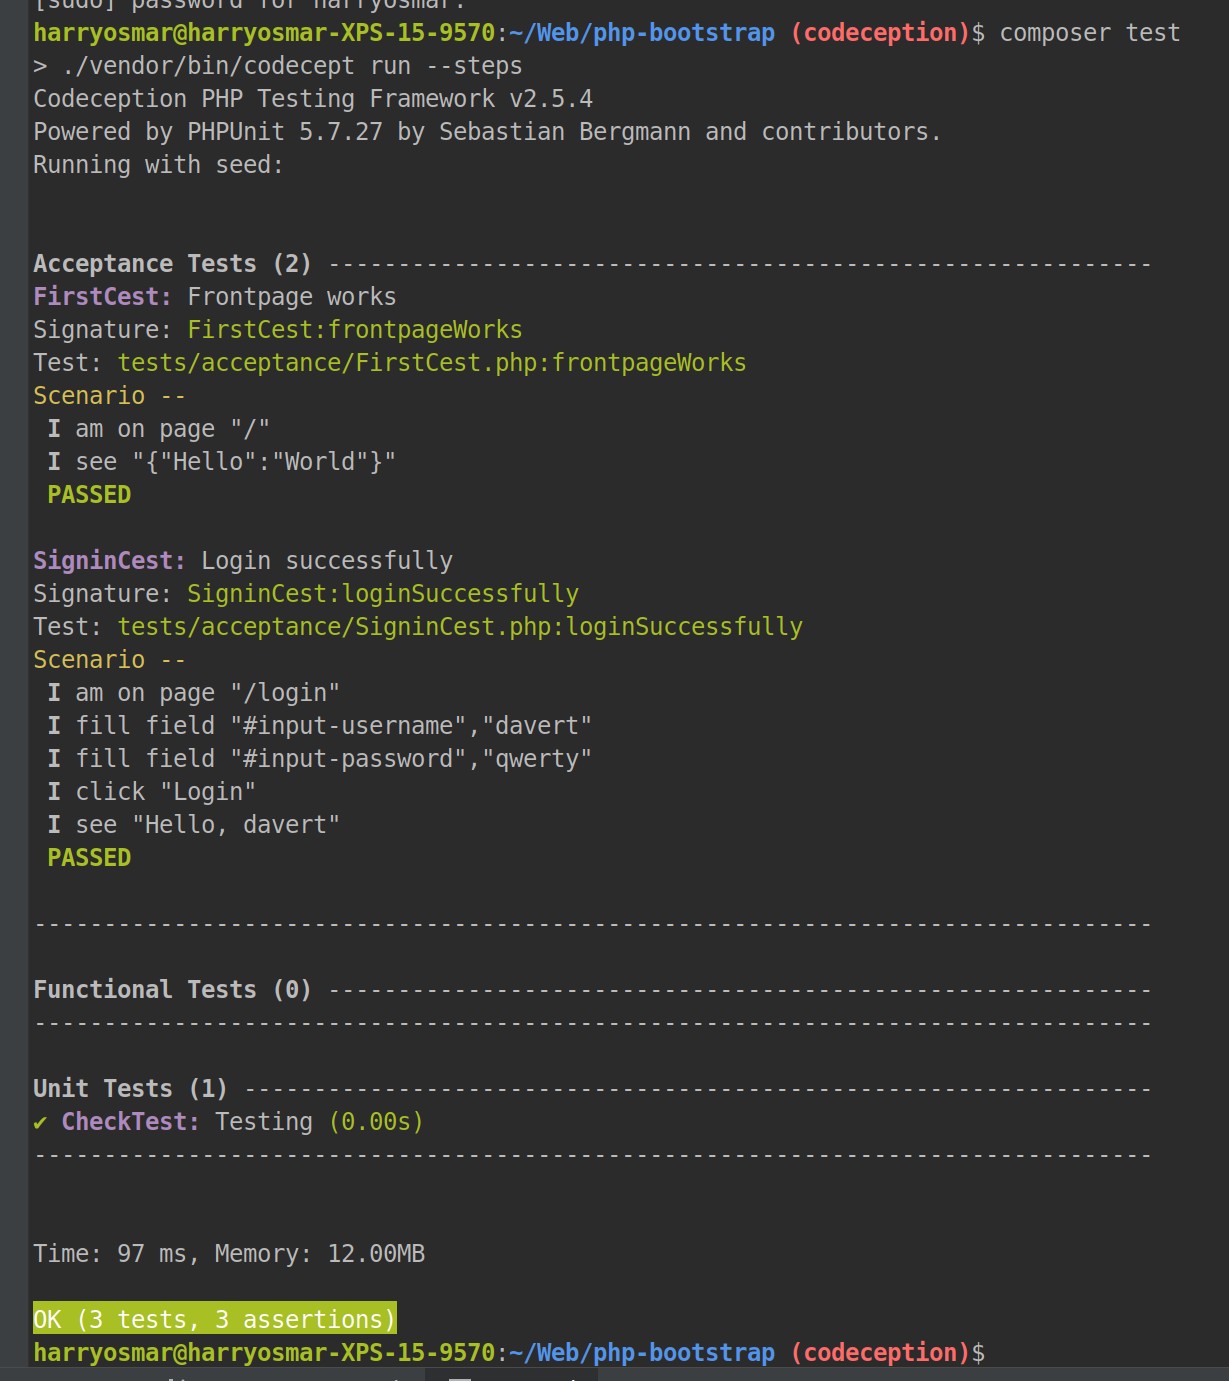 [sudo] password for harryosmar:
harryosmar@harryosmar-XPS-15-9570:~/Web/php-bootstrap (codeception)$ composer test
> ./vendor/bin/codecept run --steps
Codeception PHP Testing Framework v2.5.4
Powered by PHPUnit 5.7.27 by Sebastian Bergmann and contributors.
Running with seed:
Acceptance Tests (2) -----------------------------------------------------------
FirstCest: Frontpage works
Signature: FirstCest:frontpageWorks
Test: tests/acceptance/FirstCest.php:frontpageWorks
Scenario --
I am on page "/"
I see "{"Hello":"World"}"
PASSED
SigninCest: Login successfully
Signature: SigninCest:loginSuccessfully
Test: tests/acceptance/SigninCest.php:loginSuccessfully
Scenario --
I am on page "/login"
I fill field "#input-username","davert"
I fill field "#input-password","qwerty"
I click "Login"
I see "Hello, davert"
PASSED
--------------------------------------------------------------------------------
Functional Tests (0) -----------------------------------------------------------
--------------------------------------------------------------------------------
Unit Tests (1) -----------------------------------------------------------------
✔ CheckTest: Testing (0.00s)
--------------------------------------------------------------------------------
Time: 97 ms, Memory: 12.00MB
OK (3 tests, 3 assertions)
harryosmar@harryosmar-XPS-15-9570:~/Web/php-bootstrap (codeception)$